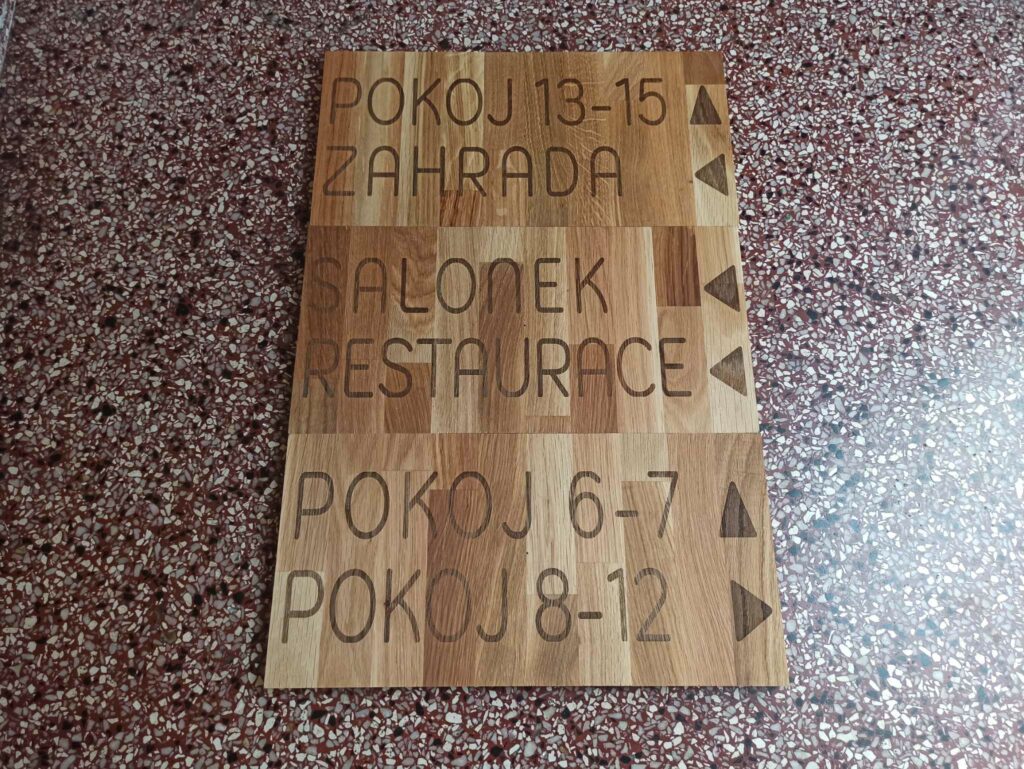 POKOJ 13-15 ▲
ZAHRADA ◀
SALONEK ◀
RESTAURACE ◀
POKOJ 6-7 ▲
POKOJ 8-12 ▶